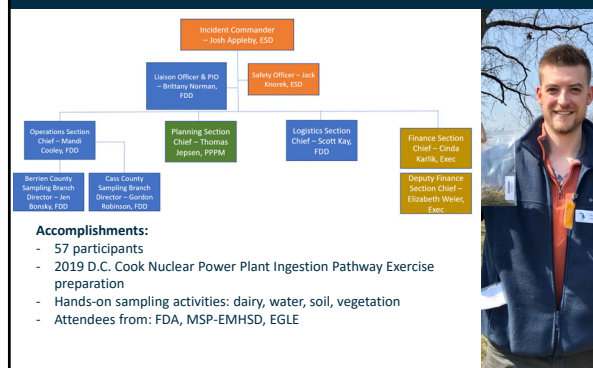 Incident Commander
– Josh Appleby, ESD
Liaison Officer & PIO
– Brittany Norman,
FDD
Safety Officer – Jack
Knorek, ESD
Operations Section
Chief – Mandi
Cooley, FDD
Planning Section
Chief – Thomas
Jepsen, PPPM
Logistics Section
Chief – Scott Kay,
FDD
Finance Section
Chief – Cinda
Karlik, Exec
Berrien County
Sampling Branch
Director – Jen
Bonsky, FDD
Cass County
Sampling Branch
Director – Gordon
Robinson, FDD
Deputy Finance
Section Chief –
Elizabeth Weier,
Exec
Accomplishments:
- 57 participants
- 2019 D.C. Cook Nuclear Power Plant Ingestion Pathway Exercise
preparation
- Hands-on sampling activities: dairy, water, soil, vegetation
- Attendees from: FDA, MSP-EMHSD, EGLE